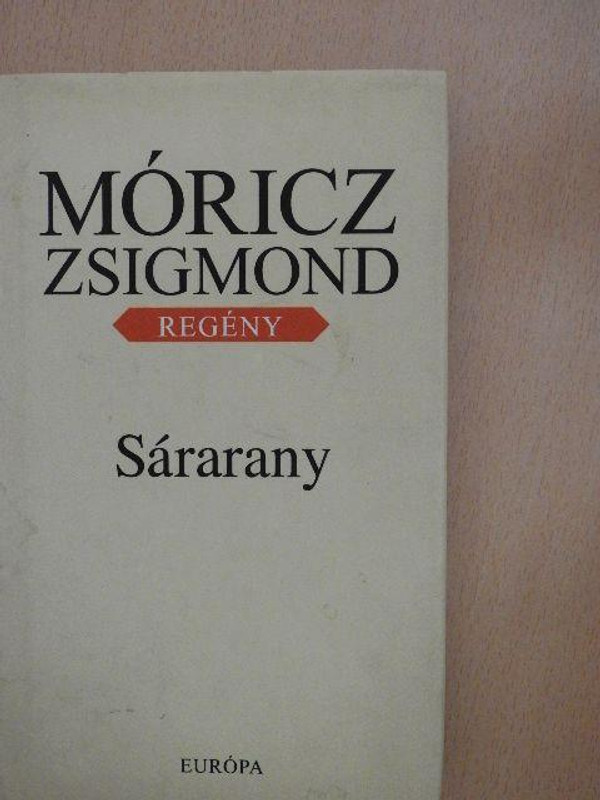 MÓRICZ
ZSIGMOND
REGÉNY
Sárarany
EURÓPA